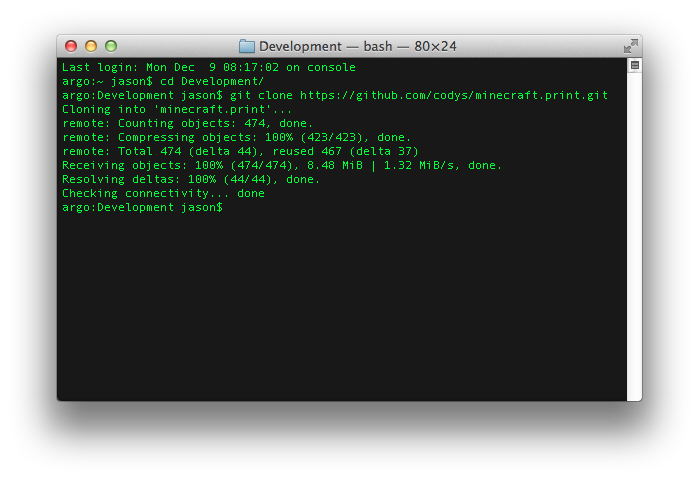 Development — bash — 80×24
Last login: Mon Dec  9 08:17:02 on console
argo:~ jason$ cd Development/
argo:Development jason$ git clone https://github.com/codys/minecraft.print.git
Cloning into 'minecraft.print'...
remote: Counting objects: 474, done.
remote: Compressing objects: 100% (423/423), done.
remote: Total 474 (delta 44), reused 467 (delta 37)
Receiving objects: 100% (474/474), 8.48 MiB | 1.32 MiB/s, done.
Resolving deltas: 100% (44/44), done.
Checking connectivity... done
argo:Development jason$